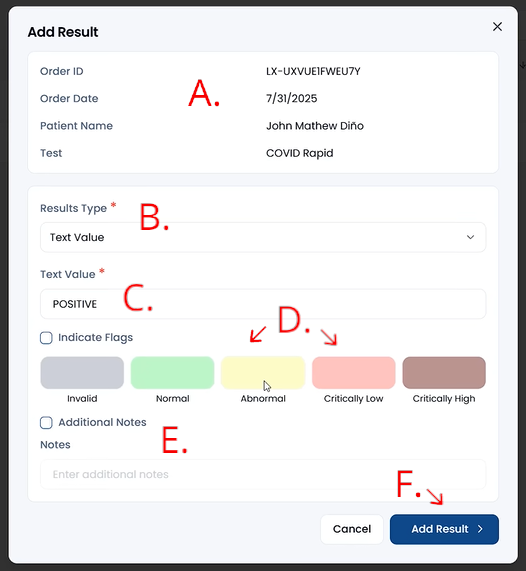 Add Result
Order ID LX-UXVUE1FWEU7Y
Order Date 7/31/2025
A.
Patient Name John Mathew Diño
Test COVID Rapid
Results Type *
B.
Text Value
Text Value *
POSITIVE
C.
D.
Indicate Flags
Invalid Normal Abnormal Critically Low Critically High
Additional Notes
E.
Notes
Enter additional notes
F.
Cancel Add Result